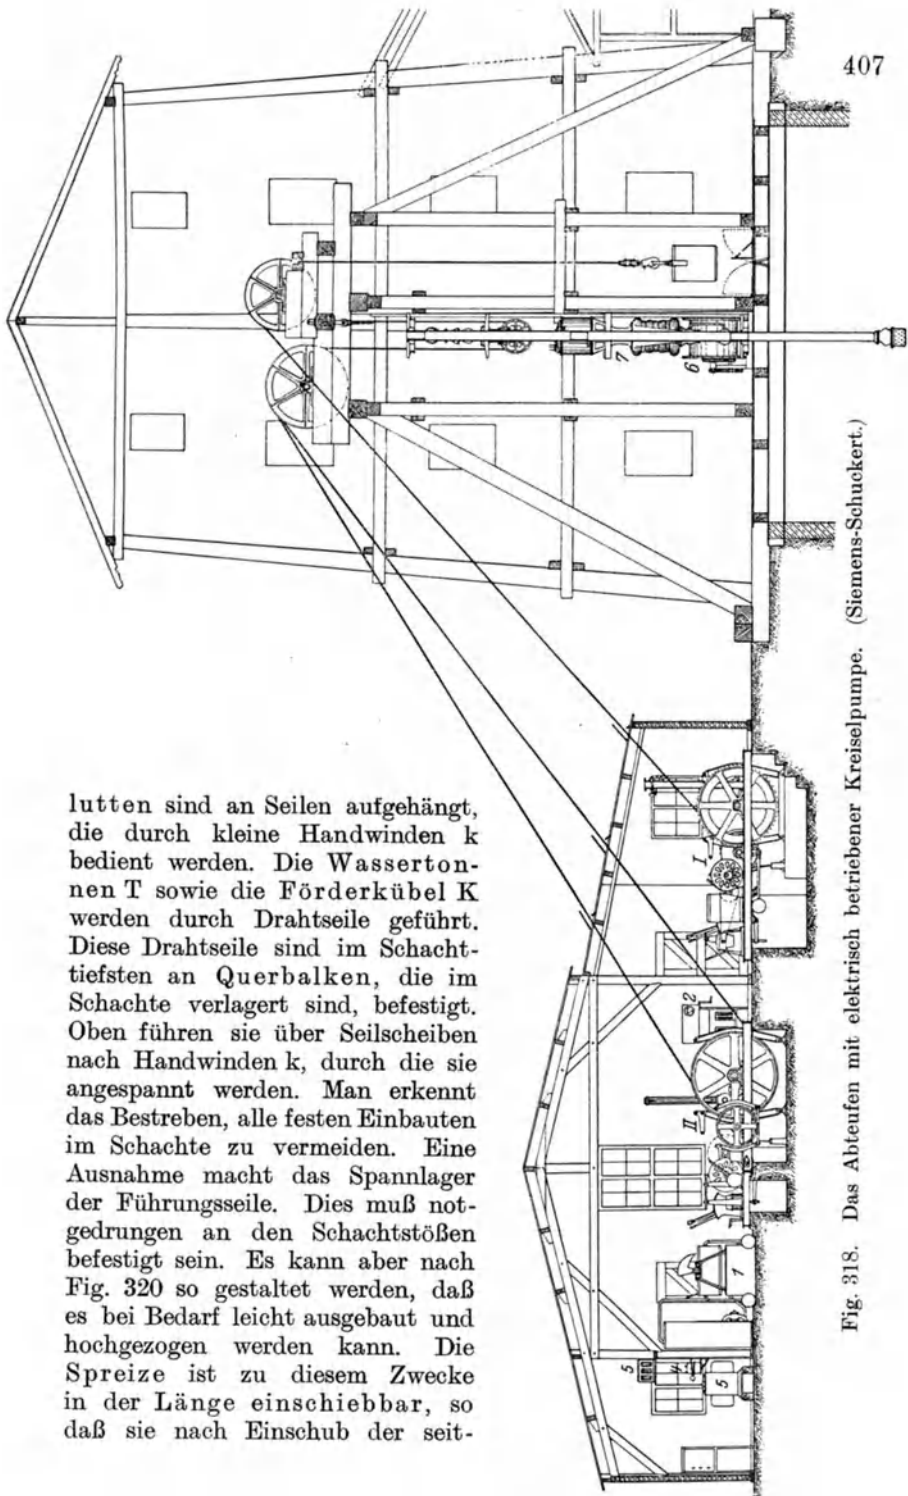 407
lutten sind an Seilen aufgehängt,
die durch kleine Handwinden k
bedient werden. Die Wasserton-
nen T sowie die Förderkübel K
werden durch Drahtseile geführt.
Diese Drahtseile sind im Schacht-
tiefsten an Querbalken, die im
Schachte verlagert sind, befestigt.
Oben führen sie über Seilscheiben
nach Handwinden k, durch die sie
angespannt werden. Man erkennt
das Bestreben, alle festen Einbauten
im Schachte zu vermeiden. Eine
Ausnahme macht das Spannlager
der Führungsseile. Dies muß not-
gedrungen an den Schachtstößen
befestigt sein. Es kann aber nach
Fig. 320 so gestaltet werden, daß
es bei Bedarf leicht ausgebaut und
hochgezogen werden kann. Die
Spreize ist zu diesem Zwecke
in der Länge einschiebbar, so
daß sie nach Einschub der seit-
5
4
5
1
II
2
I
7
6
Fig. 318. Das Abteufen mit elektrisch betriebener Kreiselpumpe. (Siemens-Schuckert.)